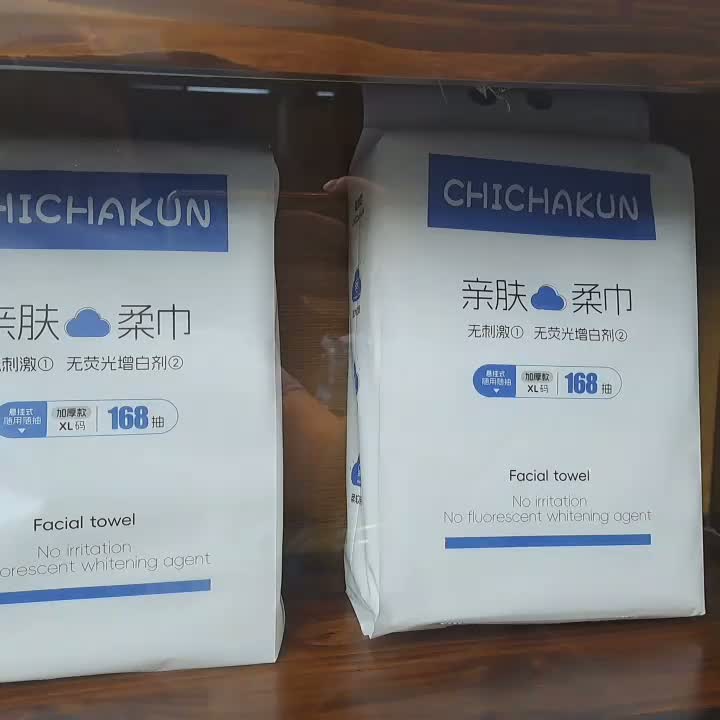 HICHAKUN
亲肤 柔巾
无刺激① 无荧光增白剂②
悬挂式
随用随抽
加厚款
XL码
168抽
Facial towel
No irritation
orescent whitening agent
CHICHAKUN
亲肤 柔巾
无刺激① 无荧光增白剂②
悬挂式
随用随抽
加厚款
XL码
168抽
Facial towel
No irritation
No fluorescent whitening agent